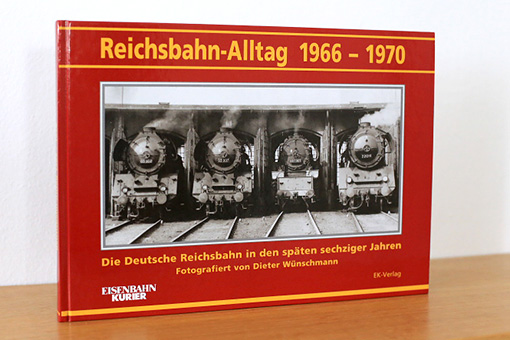 Reichsbahn-Alltag 1966 – 1970
Die Deutsche Reichsbahn in den späten sechziger Jahren
Fotografiert von Dieter Wünschmann
EISENBAHN
KURIER
EK-Verlag